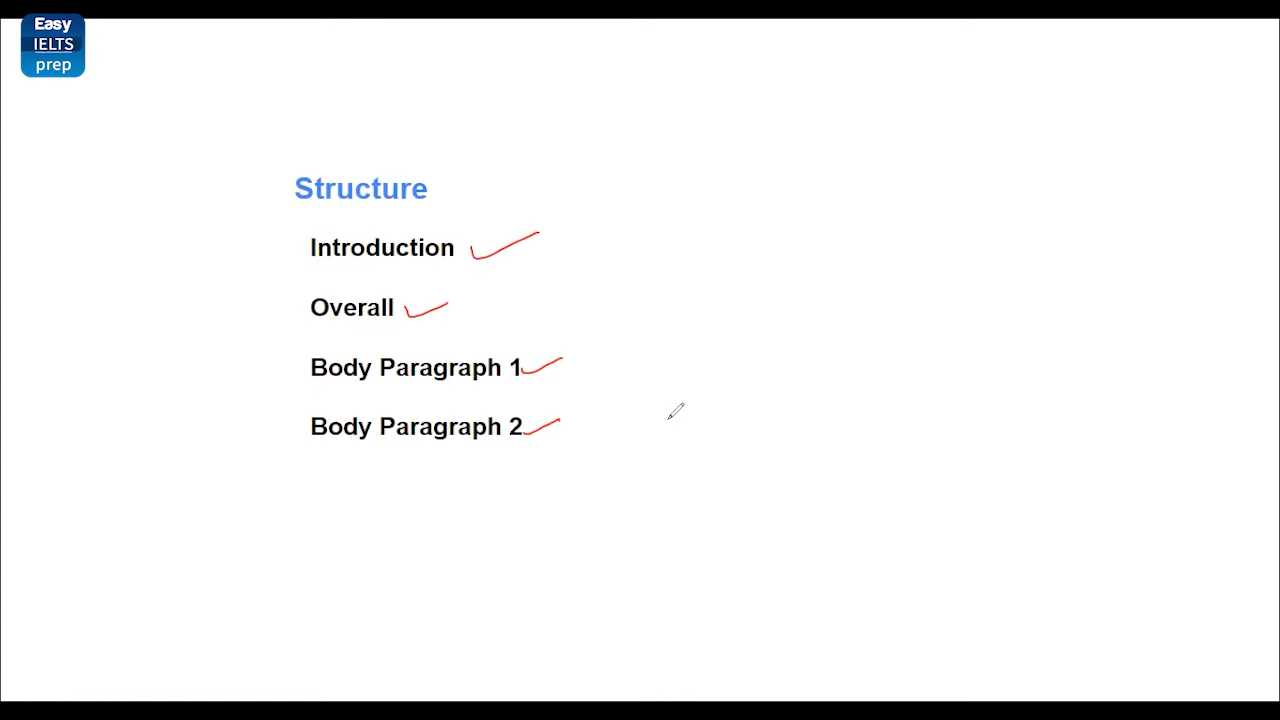 Easy
IELTS
prep
Structure
Introduction
Overall
Body Paragraph 1
Body Paragraph 2